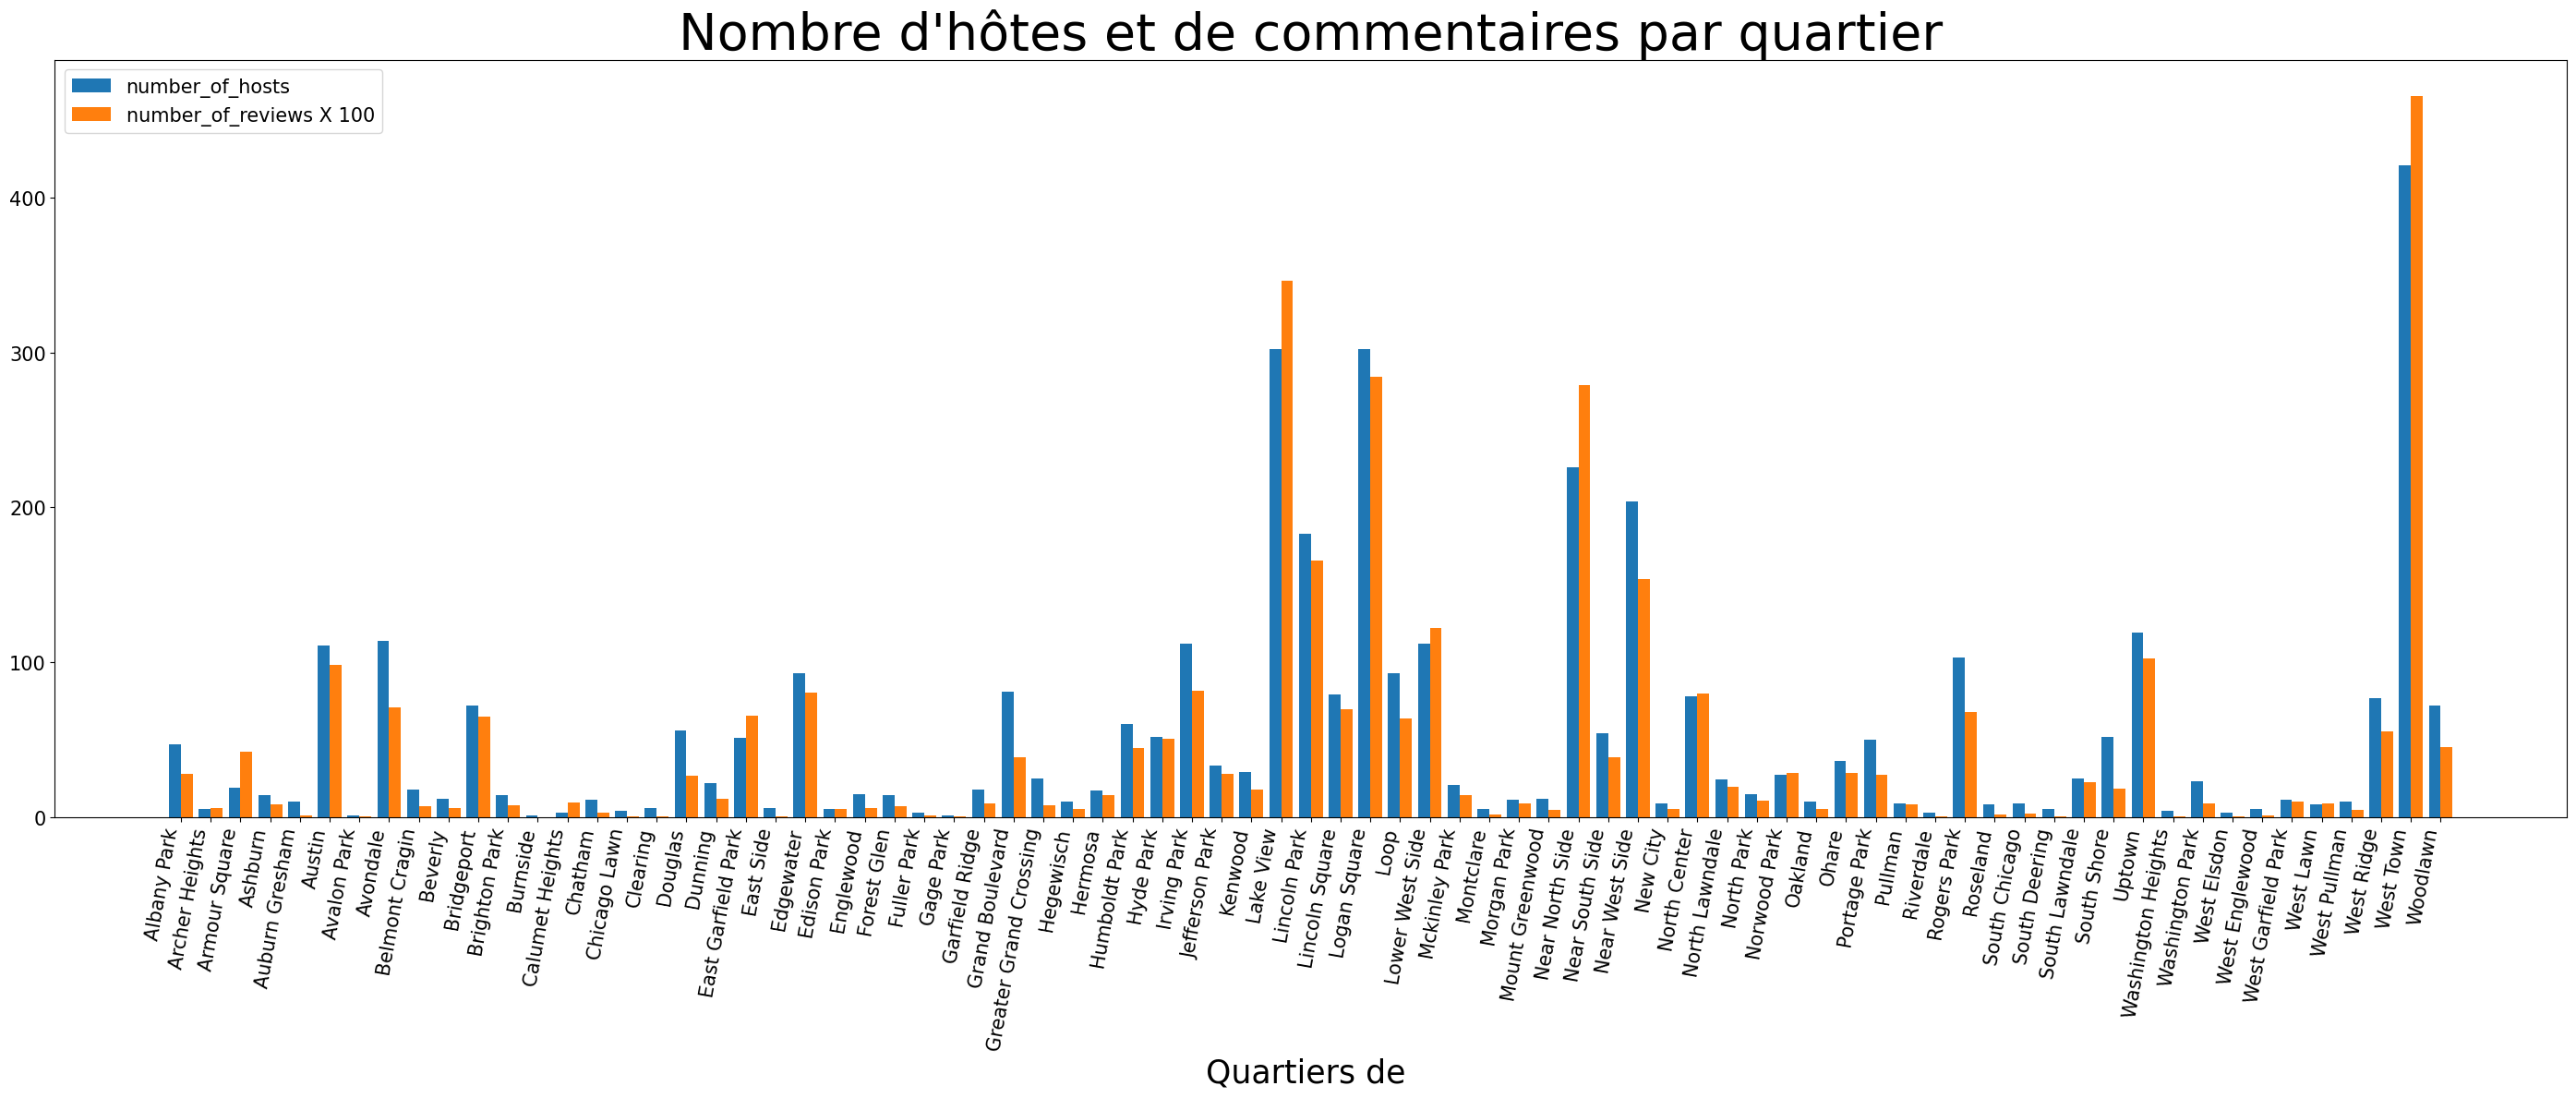 Nombre d'hôtes et de commentaires par quartier
number_of_hosts
number_of_reviews X 100
400
300
200
100
0
Albany Park
Archer Heights
Armour Square
Ashburn
Auburn Gresham
Austin
Avalon Park
Avondale
Belmont Cragin
Beverly
Bridgeport
Brighton Park
Burnside
Calumet Heights
Chatham
Chicago Lawn
Clearing
Douglas
Dunning
East Garfield Park
East Side
Edgewater
Edison Park
Englewood
Forest Glen
Fuller Park
Gage Park
Garfield Ridge
Grand Boulevard
Greater Grand Crossing
Hegewisch
Hermosa
Humboldt Park
Hyde Park
Irving Park
Jefferson Park
Kenwood
Lake View
Lincoln Park
Lincoln Square
Logan Square
Loop
Lower West Side
Mckinley Park
Montclare
Morgan Park
Mount Greenwood
Near North Side
Near South Side
Near West Side
New City
North Center
North Lawndale
North Park
Norwood Park
Oakland
Ohare
Portage Park
Pullman
Riverdale
Rogers Park
Roseland
South Chicago
South Deering
South Lawndale
South Shore
Uptown
Washington Heights
Washington Park
West Elsdon
West Englewood
West Garfield Park
West Lawn
West Pullman
West Ridge
West Town
Woodlawn
Quartiers de